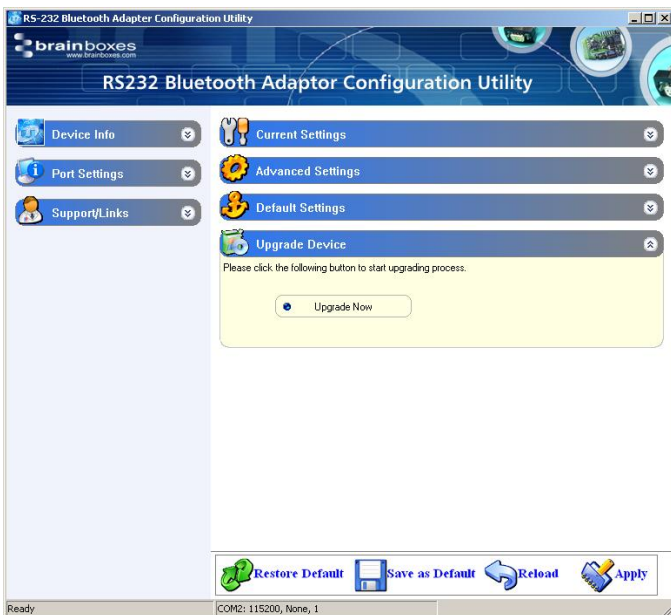 RS-232 Bluetooth Adapter Configuration Utility
brainboxes
www.brainboxes.com
RS232 Bluetooth Adaptor Configuration Utility
Device Info
Port Settings
Support/Links
Current Settings
Advanced Settings
Default Settings
Upgrade Device
Please click the following button to start upgrading process.
Upgrade Now
Restore Default
Save as Default
Reload
Apply
Ready
COM2: 115200, None, 1